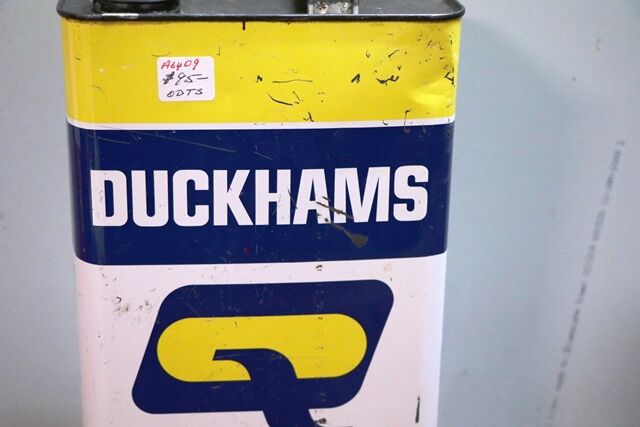 A6409
$95-
ODTS
DUCKHAMS